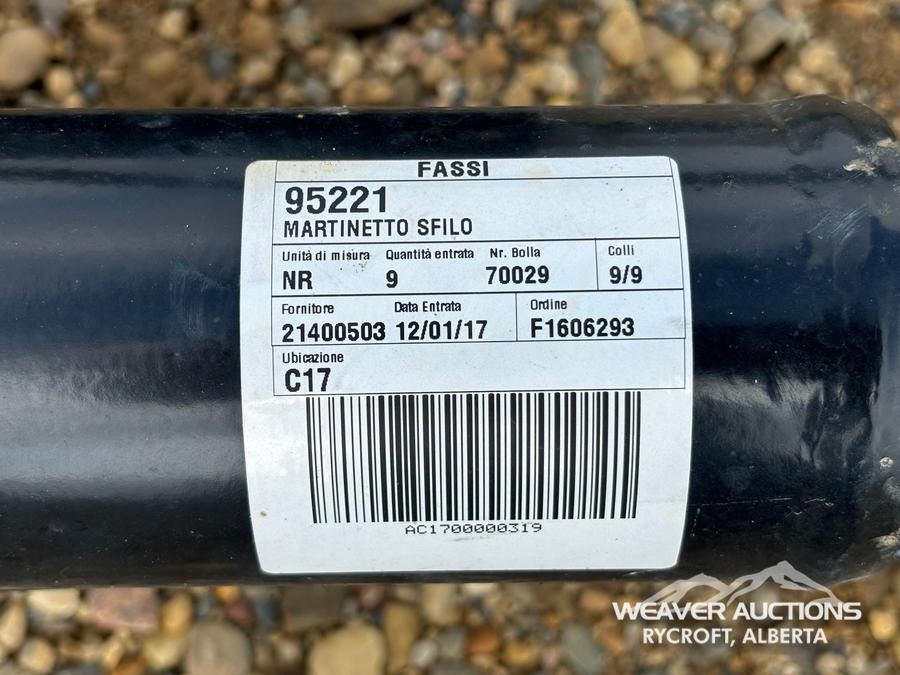 FASSI
95221
MARTINETTO SFILO
Unità di misura Quantità entrata Nr. Bolla Colli
NR 9 70029 9/9
Fornitore Data Entrata Ordine
21400503 12/01/17 F1606293
Ubicazione
C17
AC1700000319
WEAVER AUCTIONS
RYCROFT, ALBERTA